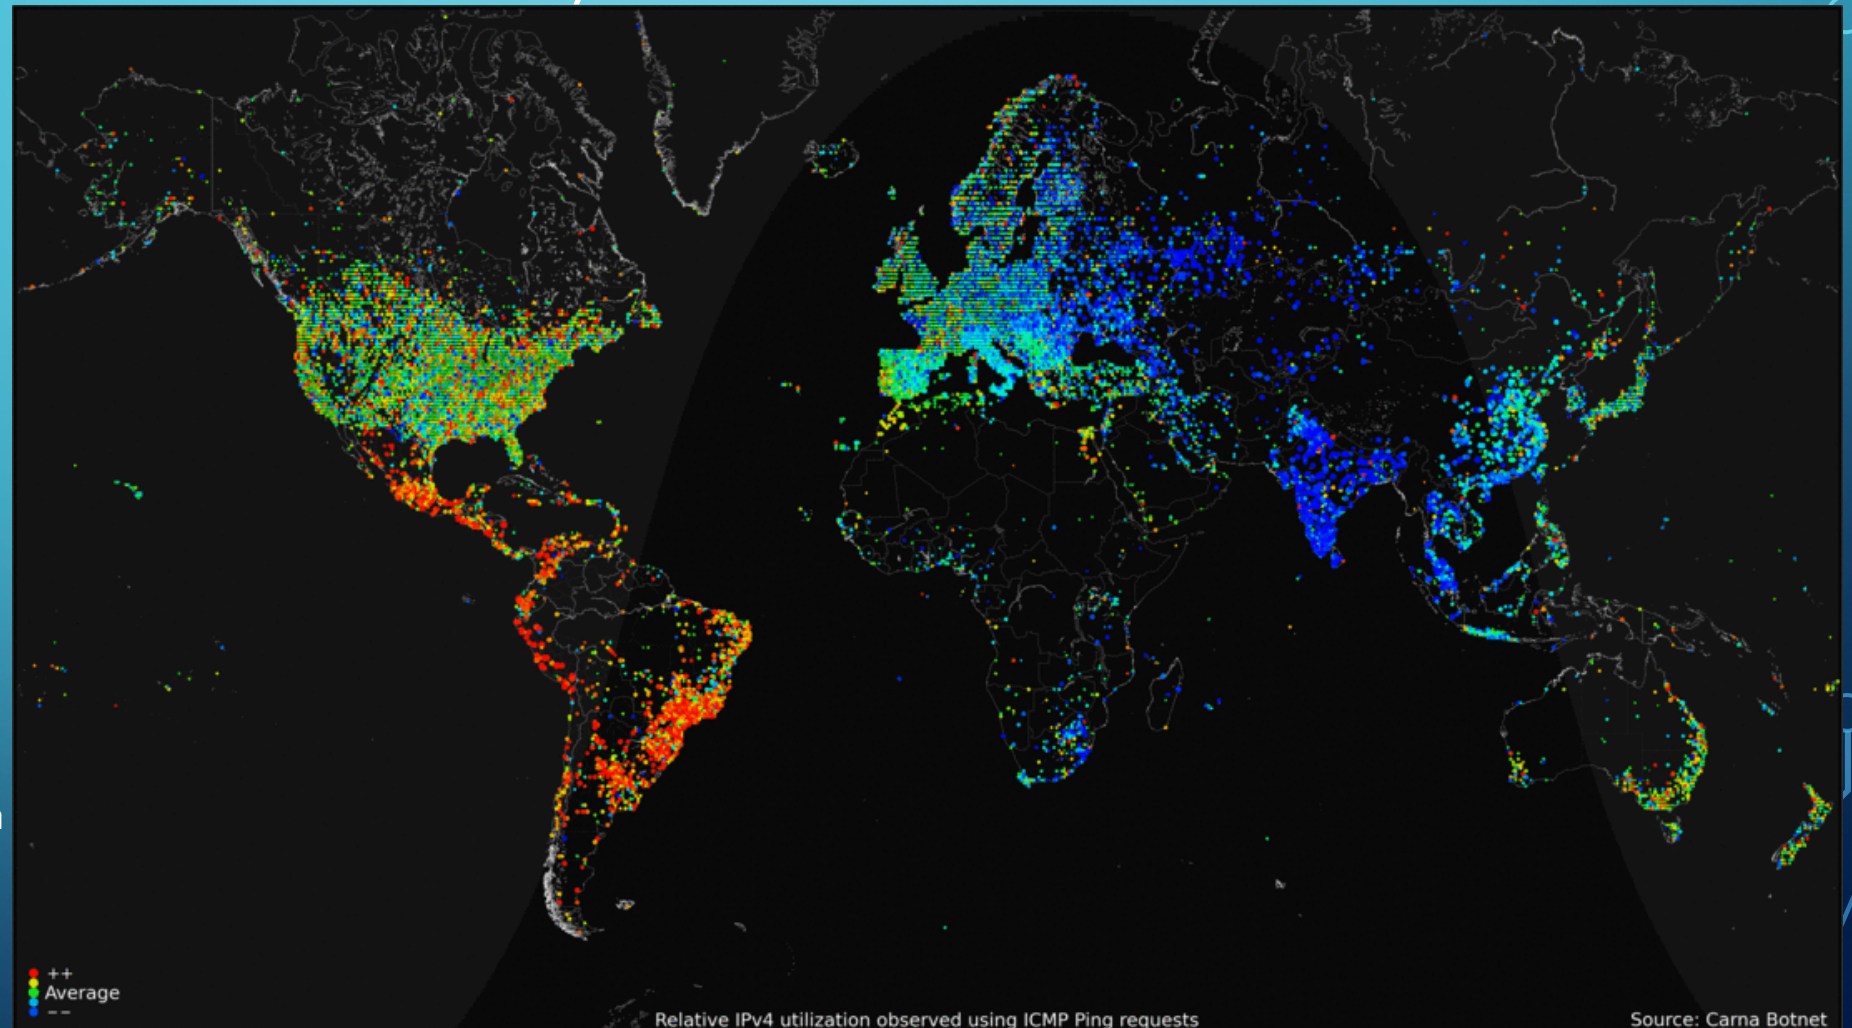 ++
Average
--
Relative IPv4 utilization observed using ICMP Ping requests
Source: Carna Botnet